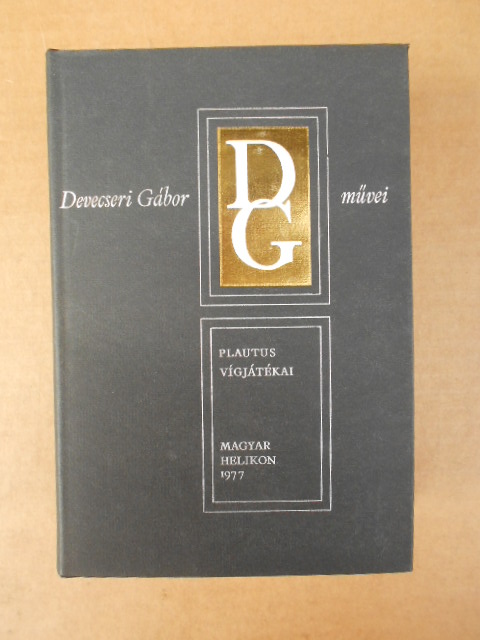 Devecseri Gábor művei
DG
PLAUTUS
VÍGJÁTÉKAI
MAGYAR
HELIKON
1977